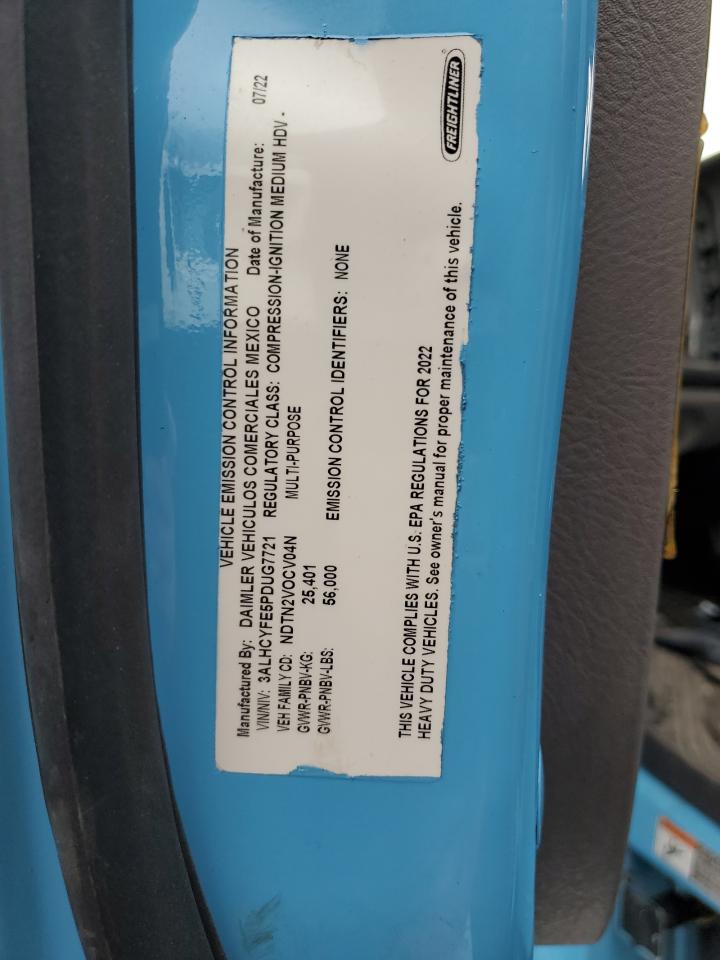 VEHICLE EMISSION CONTROL INFORMATION
Manufactured By: DAIMLER VEHICULOS COMERCIALES MEXICO Date of Manufacture: 07/22
VIN/NIV: 3ALHCYFE5PDUG7721 REGULATORY CLASS: COMPRESSION-IGNITION MEDIUM HDV -
VEH FAMILY CD: NDTN2VOCV04N MULTI-PURPOSE
GVWR-PNBV-KG: 25,401
GVWR-PNBV-LBS: 56,000 EMISSION CONTROL IDENTIFIERS: NONE
THIS VEHICLE COMPLIES WITH U.S. EPA REGULATIONS FOR 2022
HEAVY DUTY VEHICLES. See owner's manual for proper maintenance of this vehicle.
FREIGHTLINER